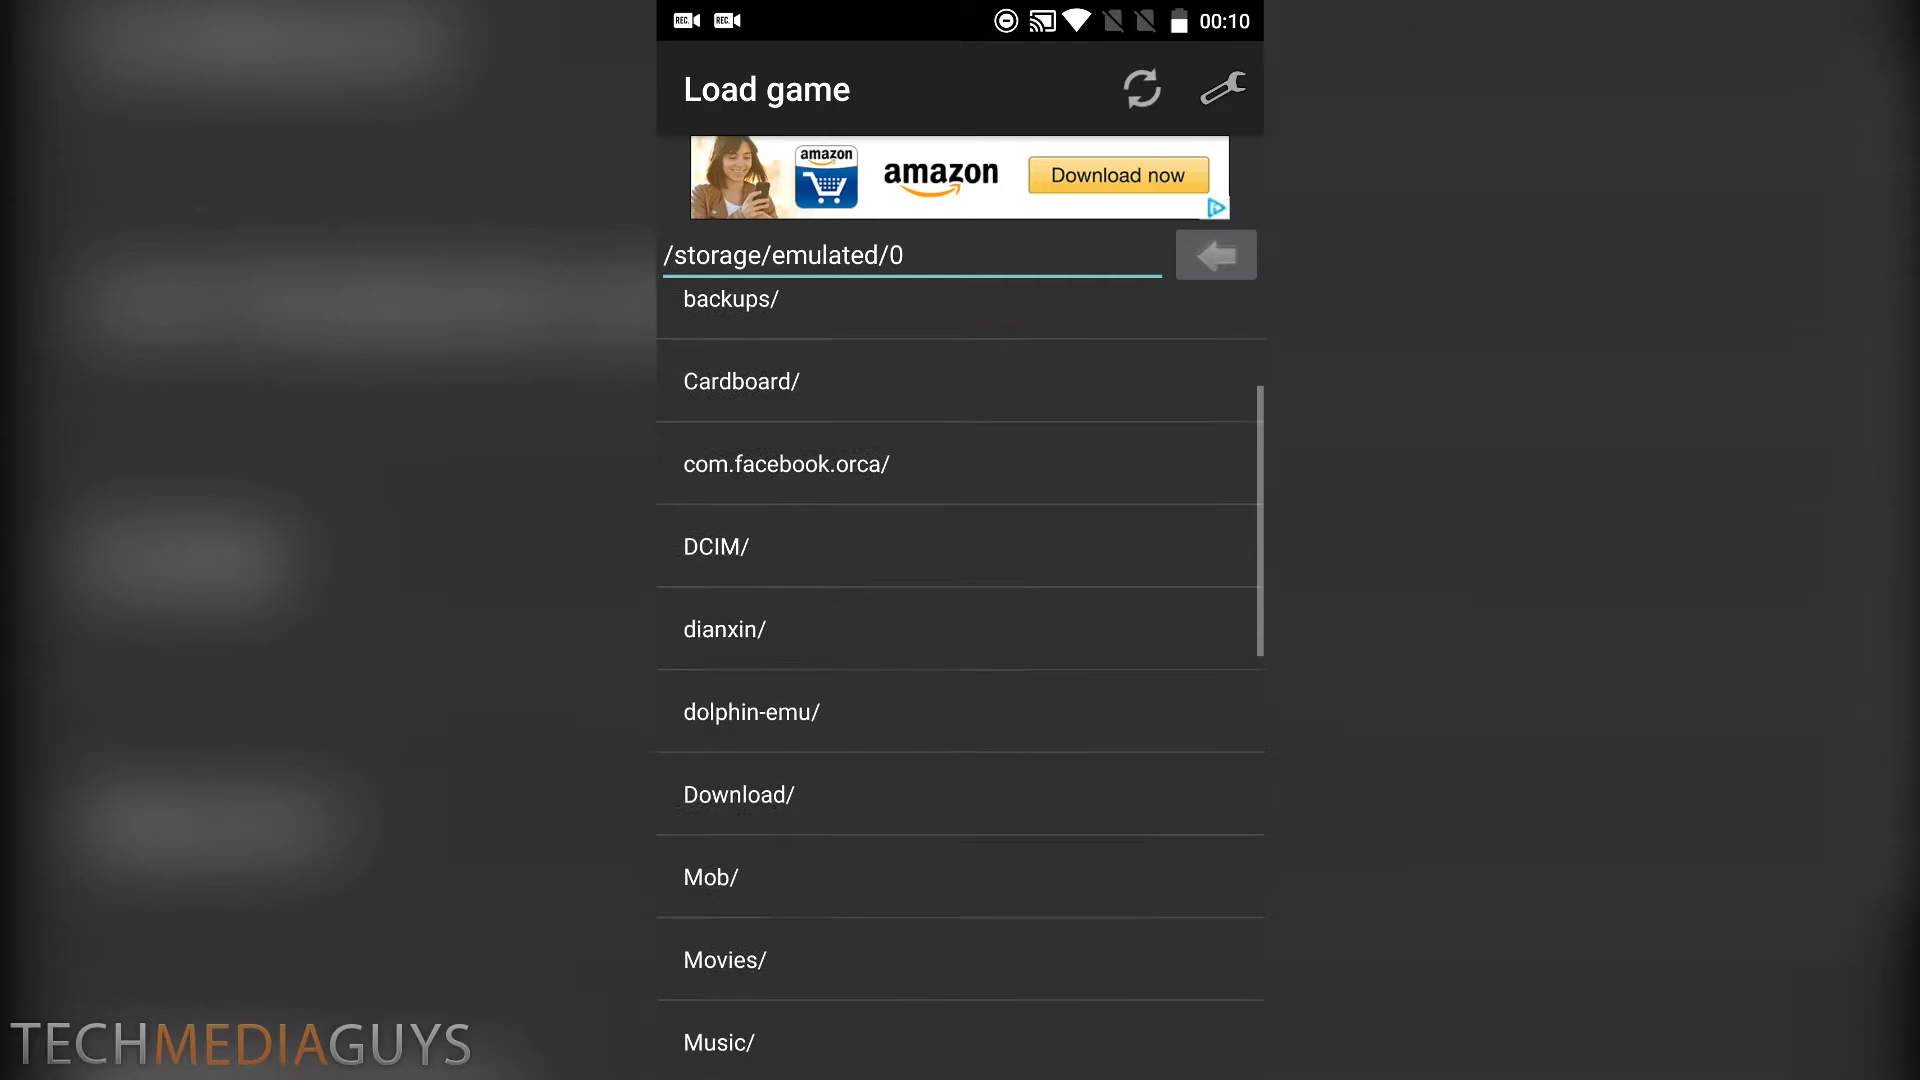 REC. REC. 00:10
Load game
amazon
amazon
Download now
/storage/emulated/0
backups/
Cardboard/
com.facebook.orca/
DCIM/
dianxin/
dolphin-emu/
Download/
Mob/
Movies/
Music/
TECHMEDIAGUYS